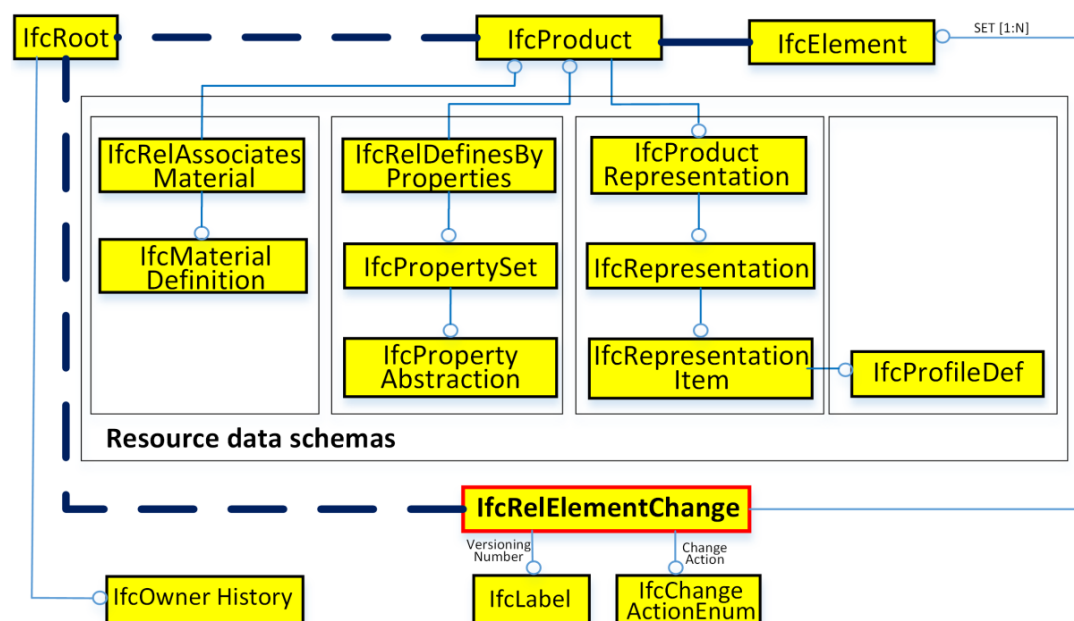 IfcRoot
IfcProduct
IfcElement
SET [1:N]
IfcRelAssociates
Material
IfcRelDefinesBy
Properties
IfcProduct
Representation
IfcMaterial
Definition
IfcPropertySet
IfcRepresentation
IfcProperty
Abstraction
IfcRepresentation
Item
IfcProfileDef
Resource data schemas
IfcRelElementChange
Versioning
Number
Change
Action
IfcOwner History
IfcLabel
IfcChange
ActionEnum